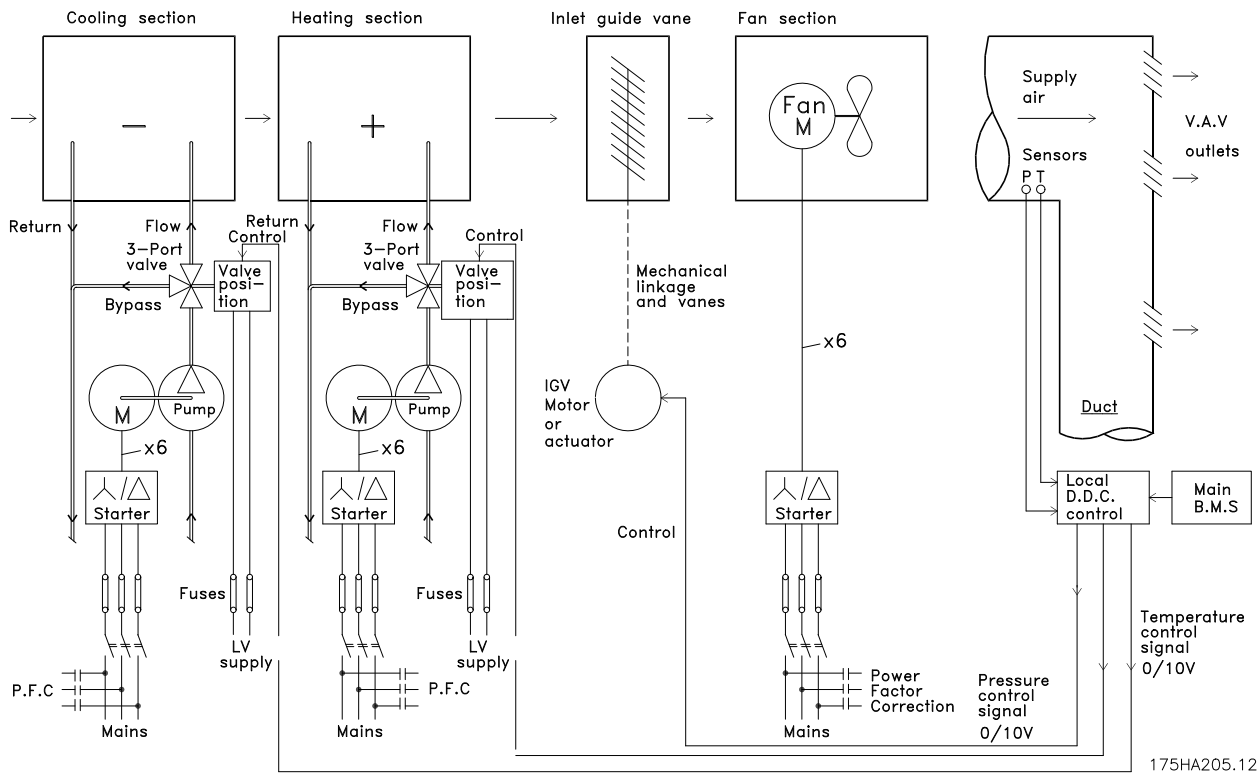 Cooling section
Heating section
Inlet guide vane
Fan section
−
+
Fan
M
Supply
air
V.A.V
outlets
Sensors
P T
Return
Flow
3-Port
valve
Bypass
Return
Control
Valve
posi-
tion
Flow
3-Port
valve
Bypass
Control
Valve
posi-
tion
Mechanical
linkage
and vanes
x6
M
Pump
x6
M
Pump
x6
IGV
Motor
or
actuator
Duct
Starter
Starter
Starter
Control
Local
D.D.C.
control
Main
B.M.S
Fuses
LV
supply
Fuses
LV
supply
P.F.C
Mains
P.F.C
Mains
Power
Factor
Correction
Mains
Pressure
control
signal
0/10V
Temperature
control
signal
0/10V
175HA205.12